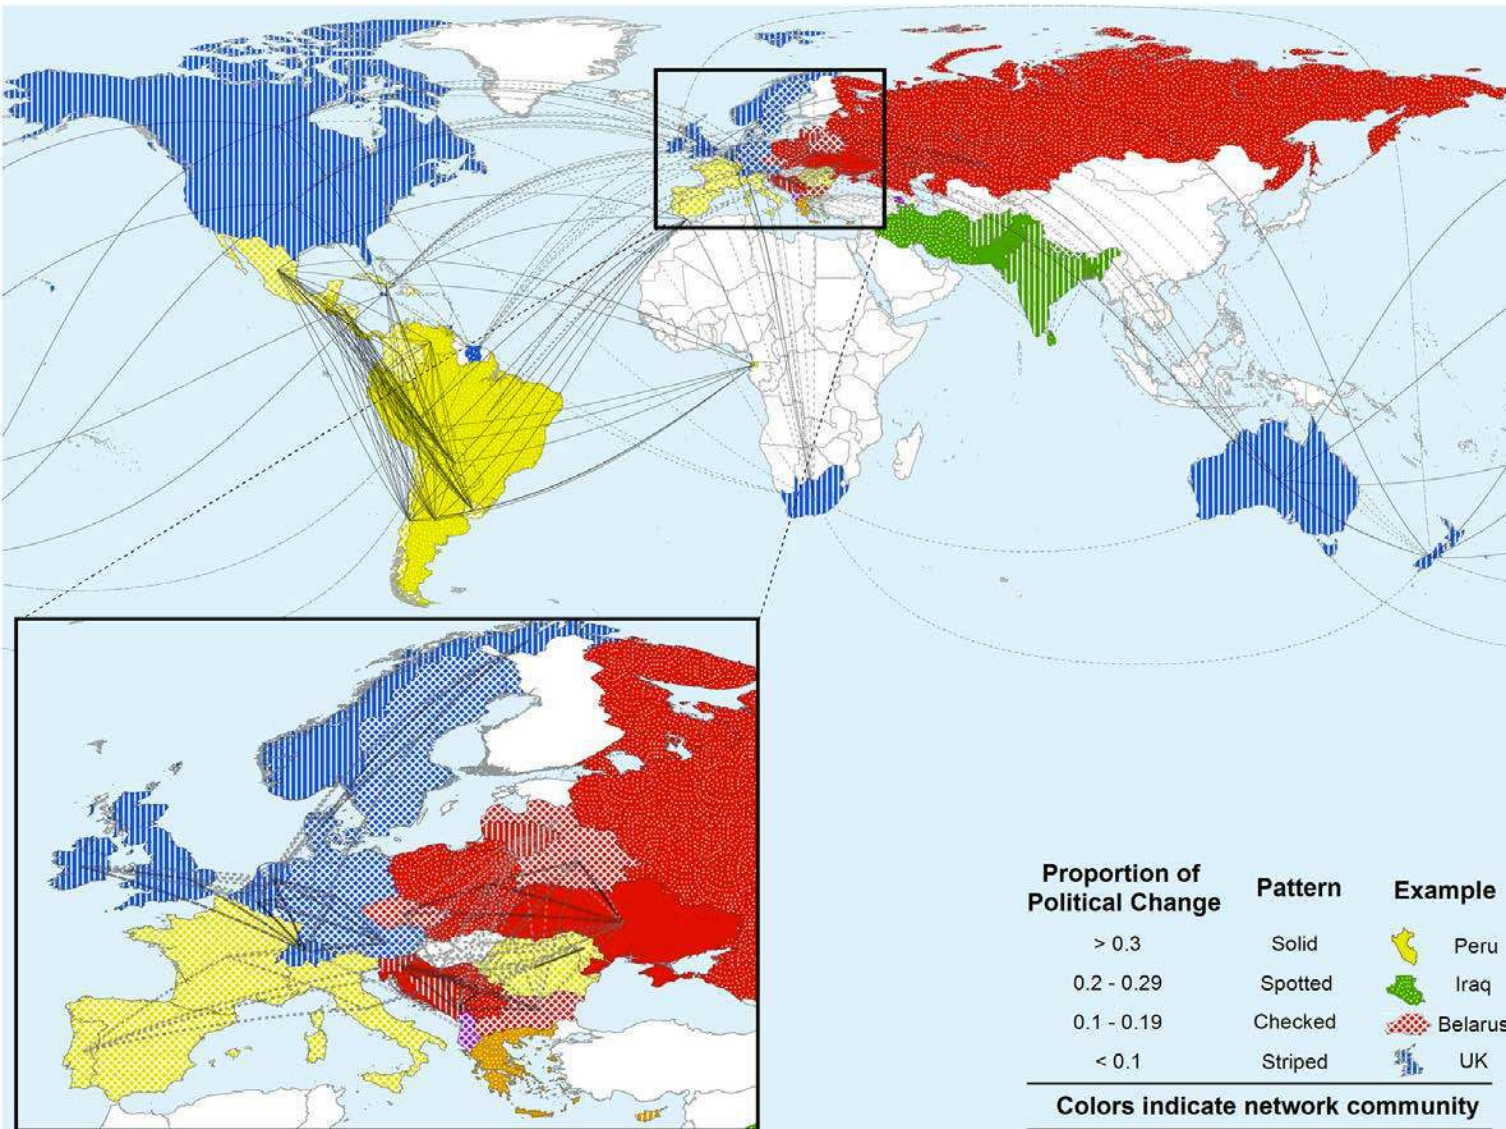 Proportion of Political Change Pattern Example
> 0.3 Solid Peru
0.2 - 0.29 Spotted Iraq
0.1 - 0.19 Checked Belarus
< 0.1 Striped UK
Colors indicate network community